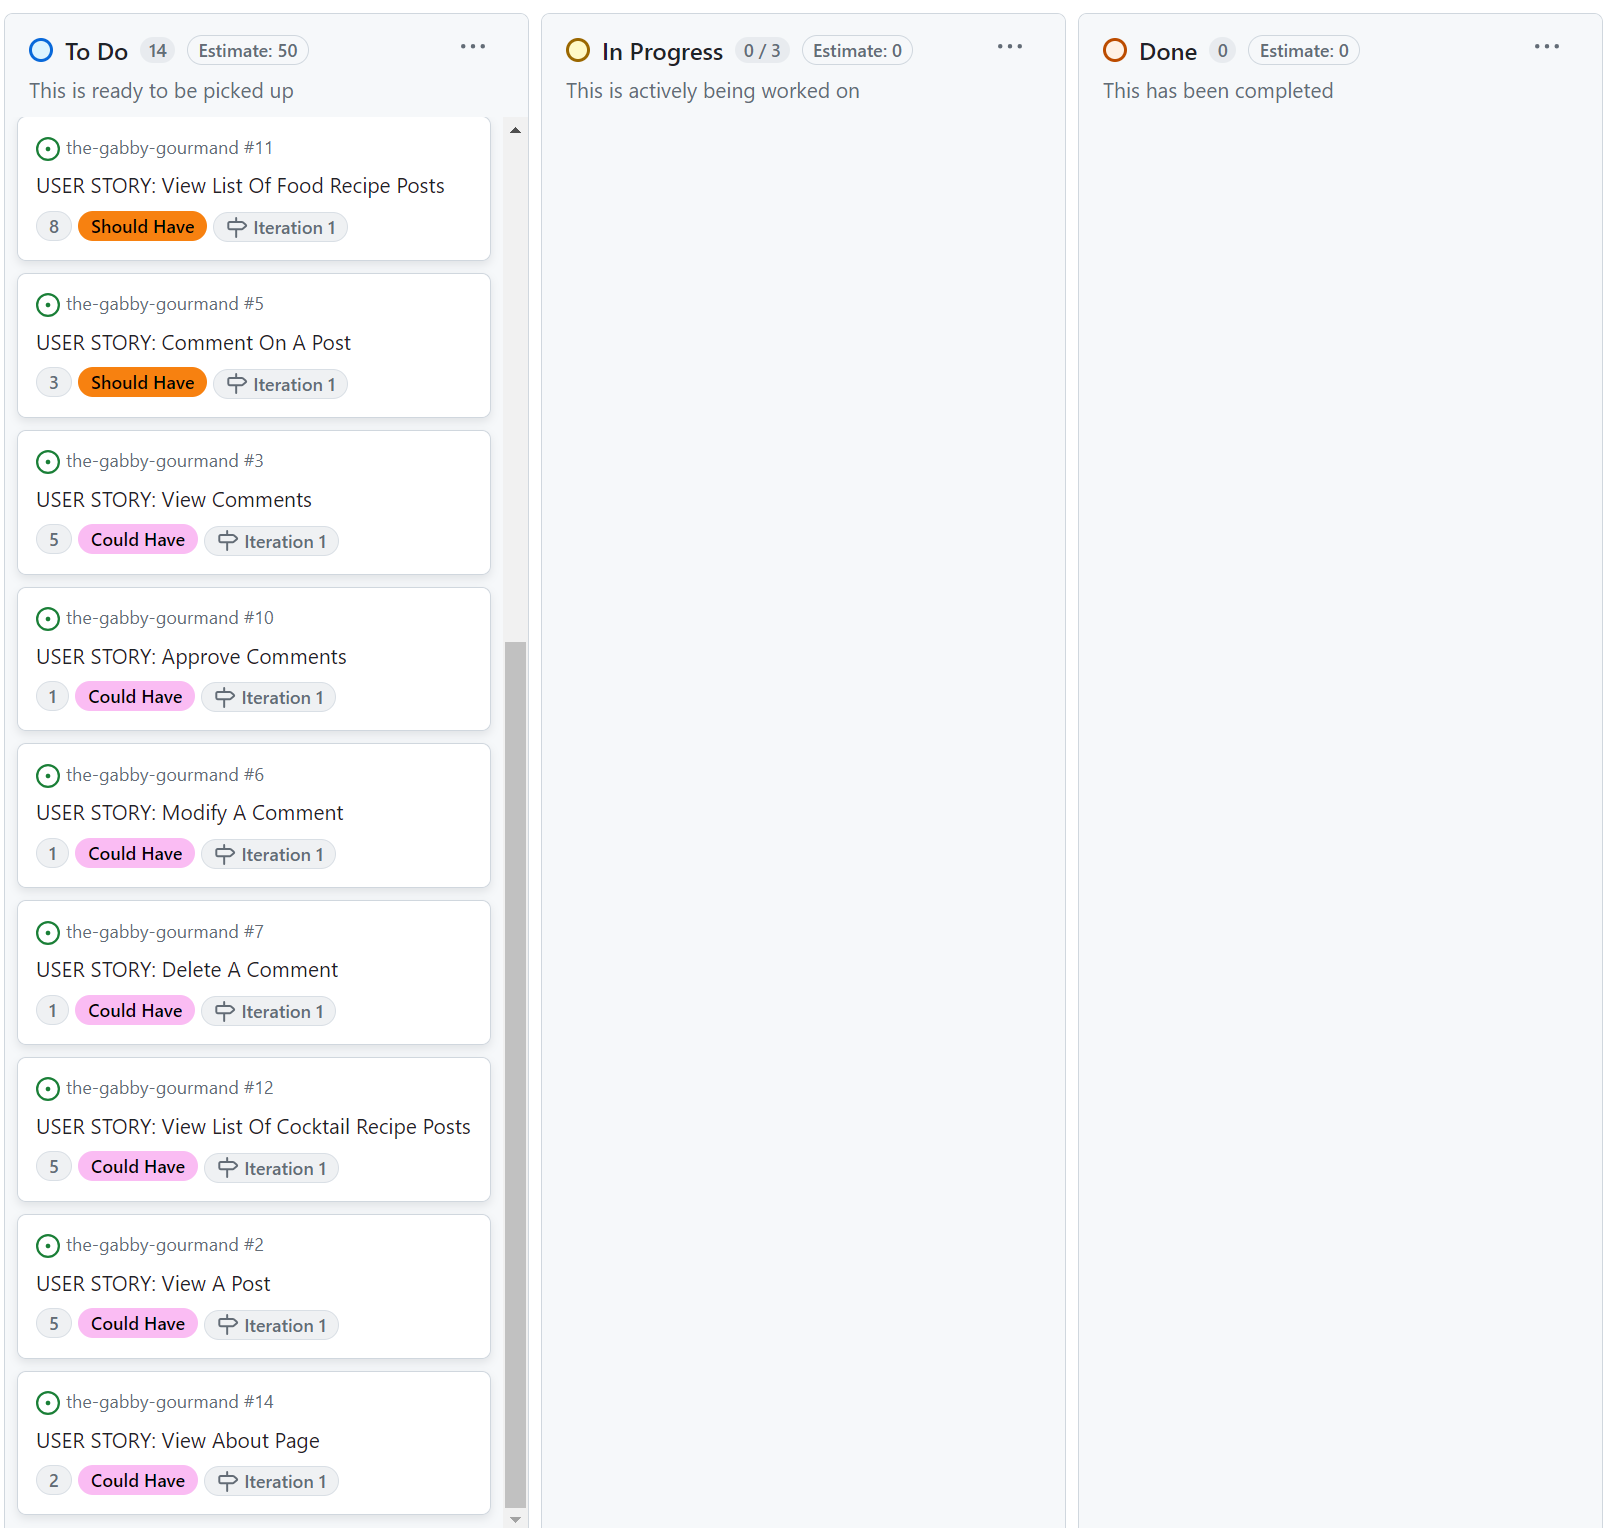 To Do 14 Estimate: 50
This is ready to be picked up
the-gabby-gourmand #11
USER STORY: View List Of Food Recipe Posts
8 Should Have Iteration 1
the-gabby-gourmand #5
USER STORY: Comment On A Post
3 Should Have Iteration 1
the-gabby-gourmand #3
USER STORY: View Comments
5 Could Have Iteration 1
the-gabby-gourmand #10
USER STORY: Approve Comments
1 Could Have Iteration 1
the-gabby-gourmand #6
USER STORY: Modify A Comment
1 Could Have Iteration 1
the-gabby-gourmand #7
USER STORY: Delete A Comment
1 Could Have Iteration 1
the-gabby-gourmand #12
USER STORY: View List Of Cocktail Recipe Posts
5 Could Have Iteration 1
the-gabby-gourmand #2
USER STORY: View A Post
5 Could Have Iteration 1
the-gabby-gourmand #14
USER STORY: View About Page
2 Could Have Iteration 1
In Progress 0 / 3 Estimate: 0
This is actively being worked on
Done 0 Estimate: 0
This has been completed